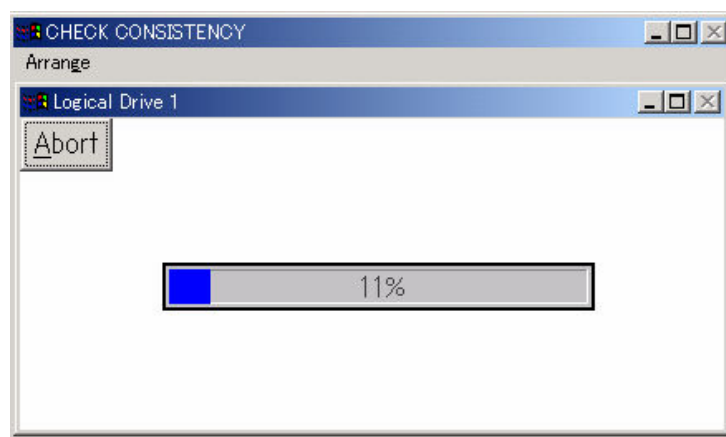 CHECK CONSISTENCY
Arrange
Logical Drive 1
Abort
11%